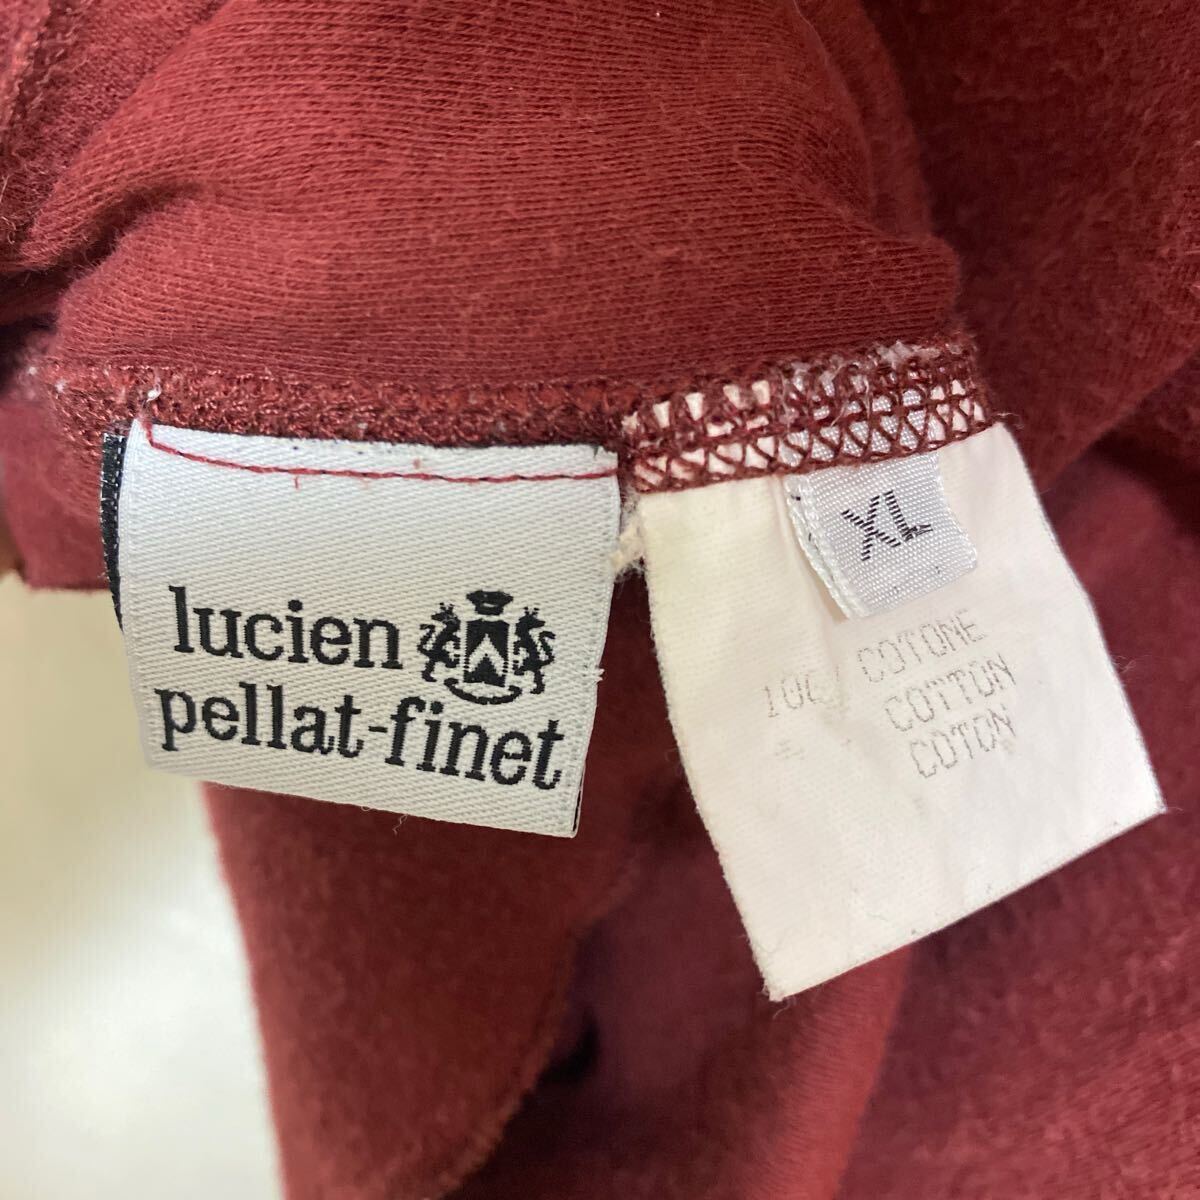 lucien
pellat-finet
XL
COTONE
COTTON
COTON